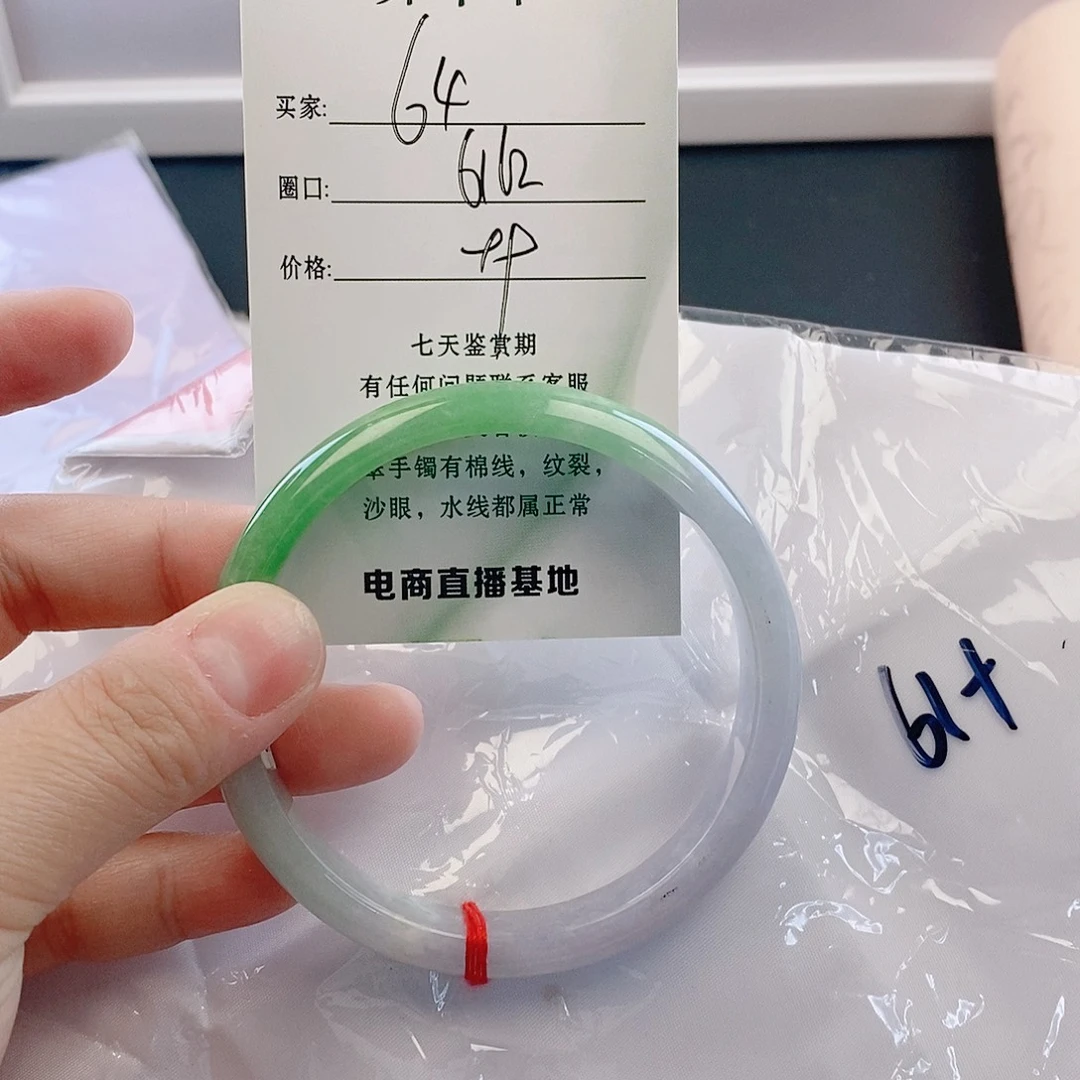 买家: 64
圈口: 612
价格:
七天鉴赏期
有任何问题联系客服
手镯有棉线，纹裂，
沙眼，水线都属正常
电商直播基地
61+